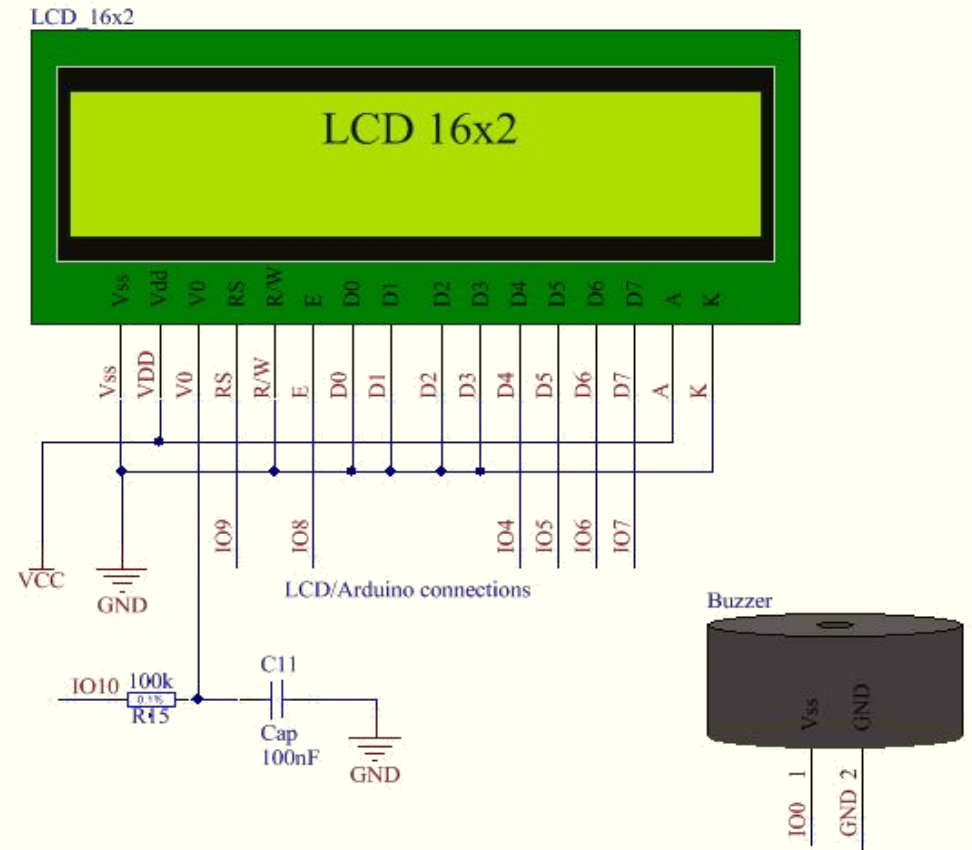 LCD_16x2
LCD 16x2
Vss Vdd V0 RS R/W E D0 D1 D2 D3 D4 D5 D6 D7 A K
Vss VDD V0 RS R/W E D0 D1 D2 D3 D4 D5 D6 D7 A K
IO9 IO8 IO4 IO5 IO6 IO7
VCC
GND
LCD/Arduino connections
Buzzer
IO10 100k
0.1%
R15
C11
Cap
100nF
GND
Vss GND
1 2
IO0 GND